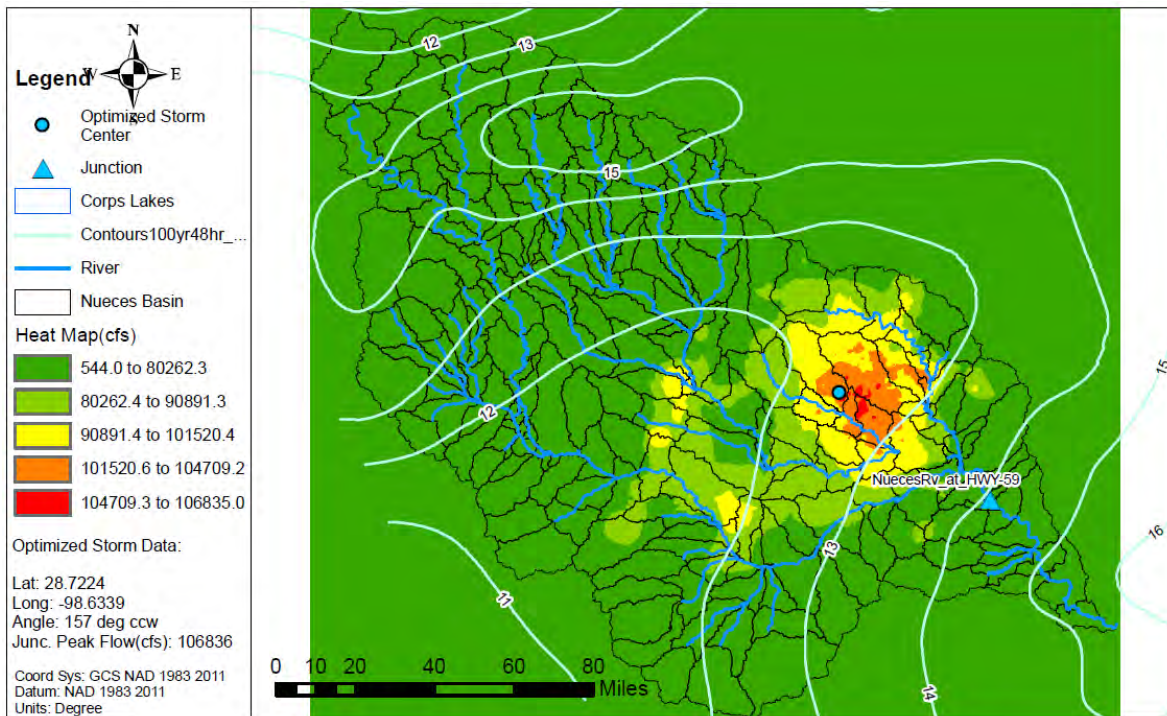 N
W
E
S
Legend
Optimized Storm
Center
Junction
Corps Lakes
Contours100yr48hr_...
River
Nueces Basin
Heat Map(cfs)
544.0 to 80262.3
80262.4 to 90891.3
90891.4 to 101520.4
101520.6 to 104709.2
104709.3 to 106835.0
Optimized Storm Data:
Lat: 28.7224
Long: -98.6339
Angle: 157 deg ccw
Junc. Peak Flow(cfs): 106836
Coord Sys: GCS NAD 1983 2011
Datum: NAD 1983 2011
Units: Degree
12
13
15
15
12
NuecesRv_at_HWY-59
16
13
11
14
0 10 20 40 60 80
Miles